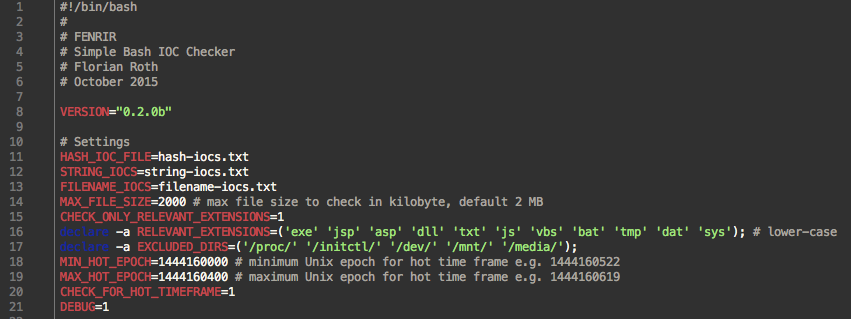 1 #!/bin/bash
2 #
3 # FENRIR
4 # Simple Bash IOC Checker
5 # Florian Roth
6 # October 2015
7
8 VERSION="0.2.0b"
9
10 # Settings
11 HASH_IOC_FILE=hash-iocs.txt
12 STRING_IOCS=string-iocs.txt
13 FILENAME_IOCS=filename-iocs.txt
14 MAX_FILE_SIZE=2000 # max file size to check in kilobyte, default 2 MB
15 CHECK_ONLY_RELEVANT_EXTENSIONS=1
16 declare -a RELEVANT_EXTENSIONS=('exe' 'jsp' 'asp' 'dll' 'txt' 'js' 'vbs' 'bat' 'tmp' 'dat' 'sys'); # lower-case
17 declare -a EXCLUDED_DIRS=('/proc/' '/initctl/' '/dev/' '/mnt/' '/media/');
18 MIN_HOT_EPOCH=1444160000 # minimum Unix epoch for hot time frame e.g. 1444160522
19 MAX_HOT_EPOCH=1444160400 # maximum Unix epoch for hot time frame e.g. 1444160619
20 CHECK_FOR_HOT_TIMEFRAME=1
21 DEBUG=1